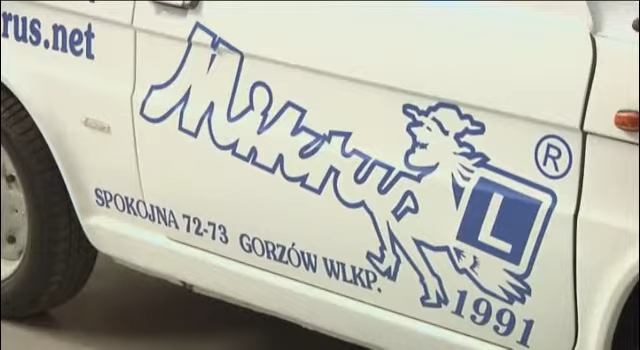 rus.net
Mikrus
®
L
SPOKOJNA 72-73 GORZÓW WLKP.
1991